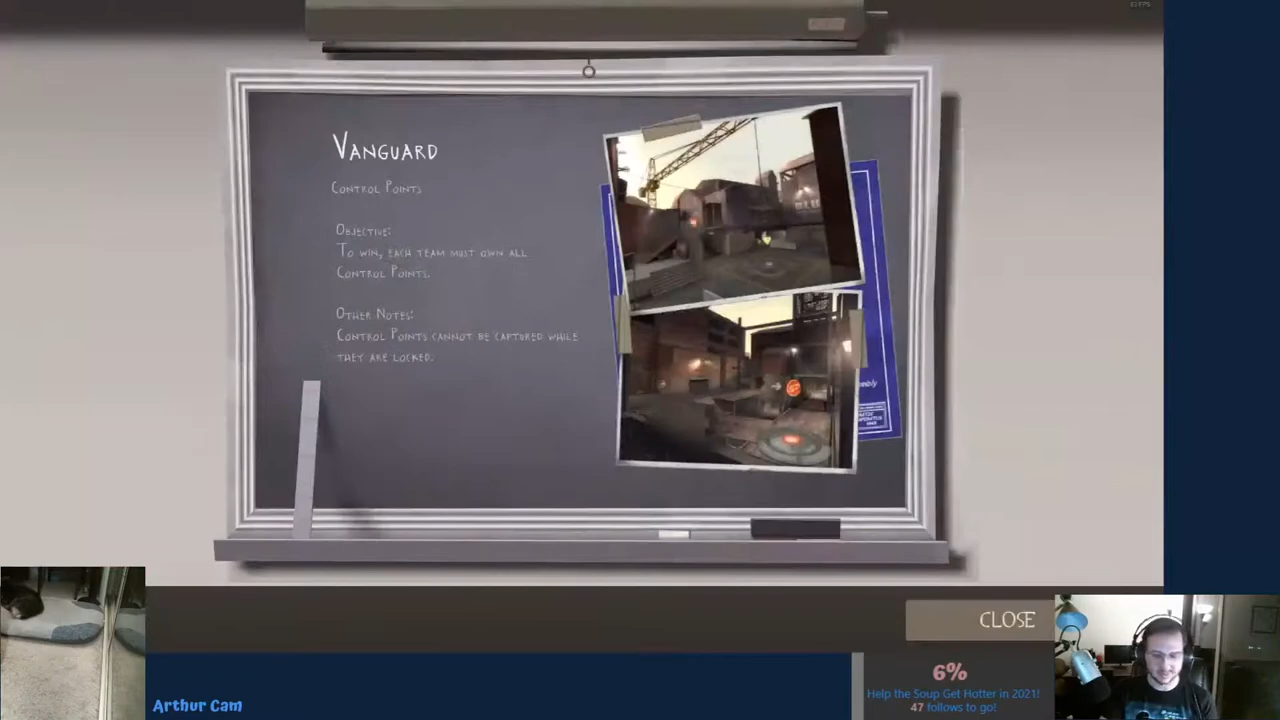 Vanguard
Control Points
Objective:
To win, each team must own all
Control Points.
Other Notes:
Control Points cannot be captured while
they are locked.
CLOSE
6%
Help the Soup Get Hotter in 2021!
47 follows to go!
Arthur Cam